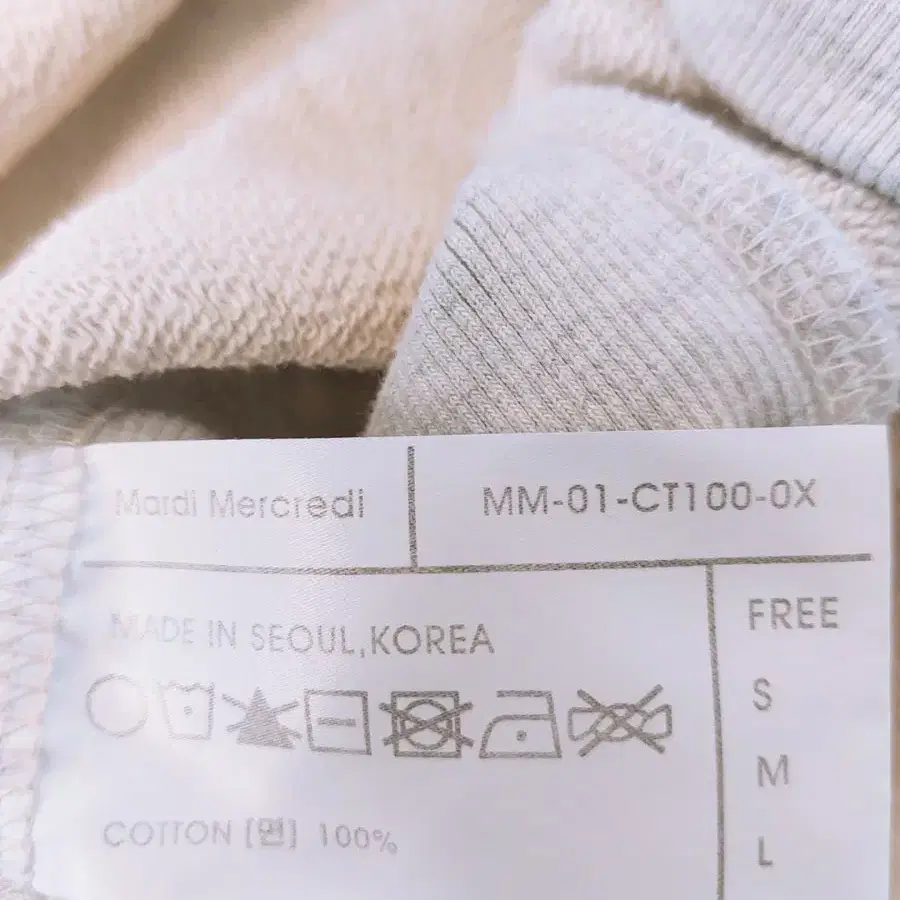 Mardi Mercredi
MM-01-CT100-0X
MADE IN SEOUL,KOREA
COTTON [면] 100%
FREE
S
M
L